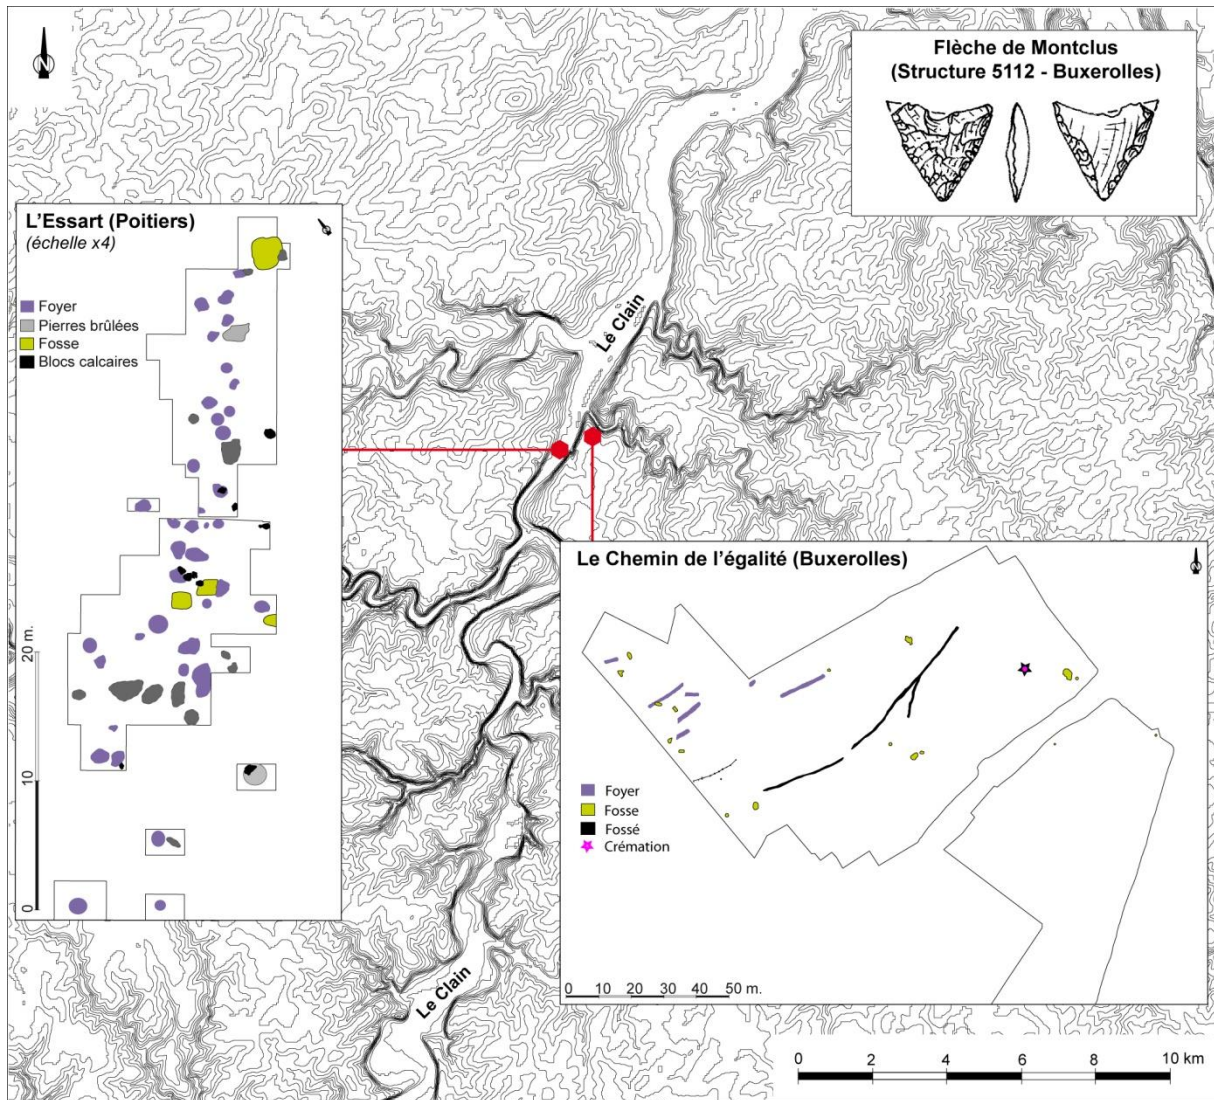 N
Flèche de Montclus
(Structure 5112 - Buxerolles)
L'Essart (Poitiers)
(échelle x4)
Foyer
Pierres brûlées
Fosse
Blocs calcaires
20 m.
10
0
Le Clain
Le Chemin de l'égalité (Buxerolles)
N
Foyer
Fosse
Fossé
Crémation
0 10 20 30 40 50 m.
Le Clain
0 2 4 6 8 10 km